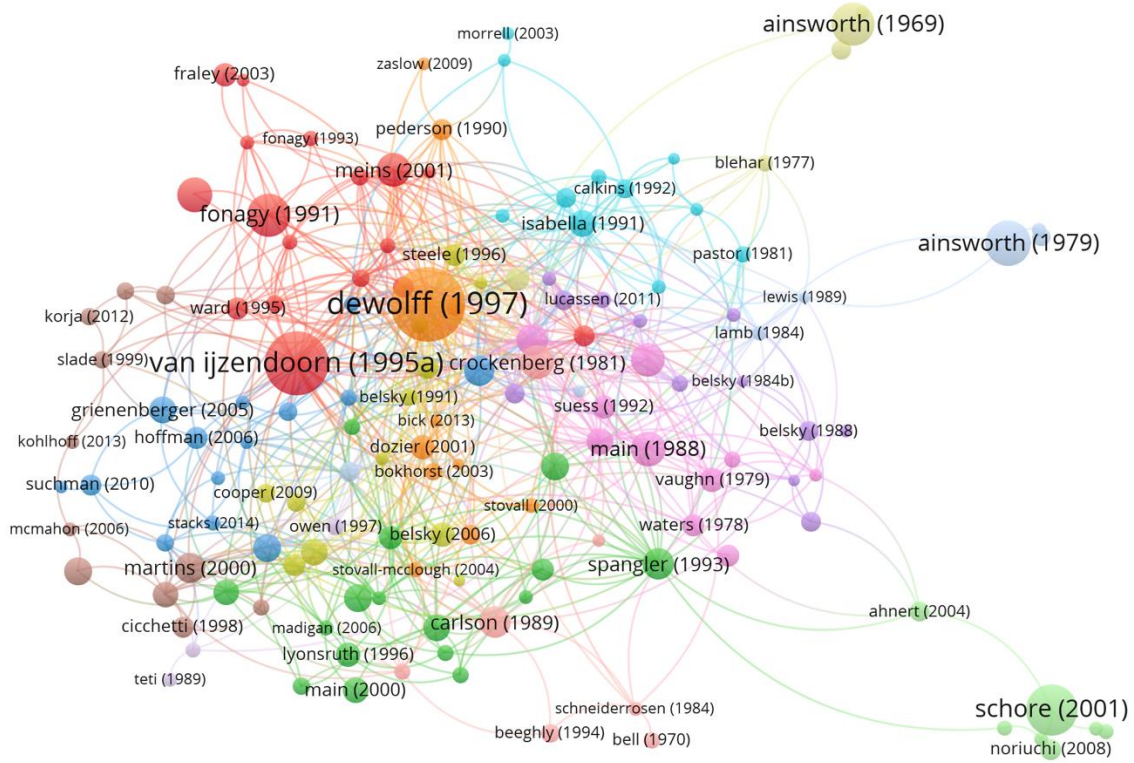 ainsworth (1969)
morrell (2003)
zaslow (2009)
fraley (2003)
pederson (1990)
fonagy (1993)
blehar (1977)
meins (2001)
calkins (1992)
fonagy (1991)
isabella (1991)
ainsworth (1979)
steele (1996)
pastor (1981)
lewis (1989)
lucassen (2011)
dewolff (1997)
ward (1995)
korja (2012)
lamb (1984)
slade (1999)
van ijzendoorn (1995a)
crockenberg (1981)
belsky (1984b)
belsky (1991)
suess (1992)
grienenberger (2005)
bick (2013)
belsky (1988)
hoffman (2006)
kohlhoff (2013)
dozier (2001)
main (1988)
bokhorst (2003)
vaughn (1979)
suchman (2010)
cooper (2009)
stovall (2000)
stacks (2014)
owen (1997)
waters (1978)
mcmahon (2006)
belsky (2006)
martins (2000)
stovall-mcclough (2004)
spangler (1993)
ahnert (2004)
cicchetti (1998)
madigan (2006)
carlson (1989)
lyonsruth (1996)
teti (1989)
main (2000)
schneiderrosen (1984)
schore (2001)
beeghly (1994)
bell (1970)
noriuchi (2008)